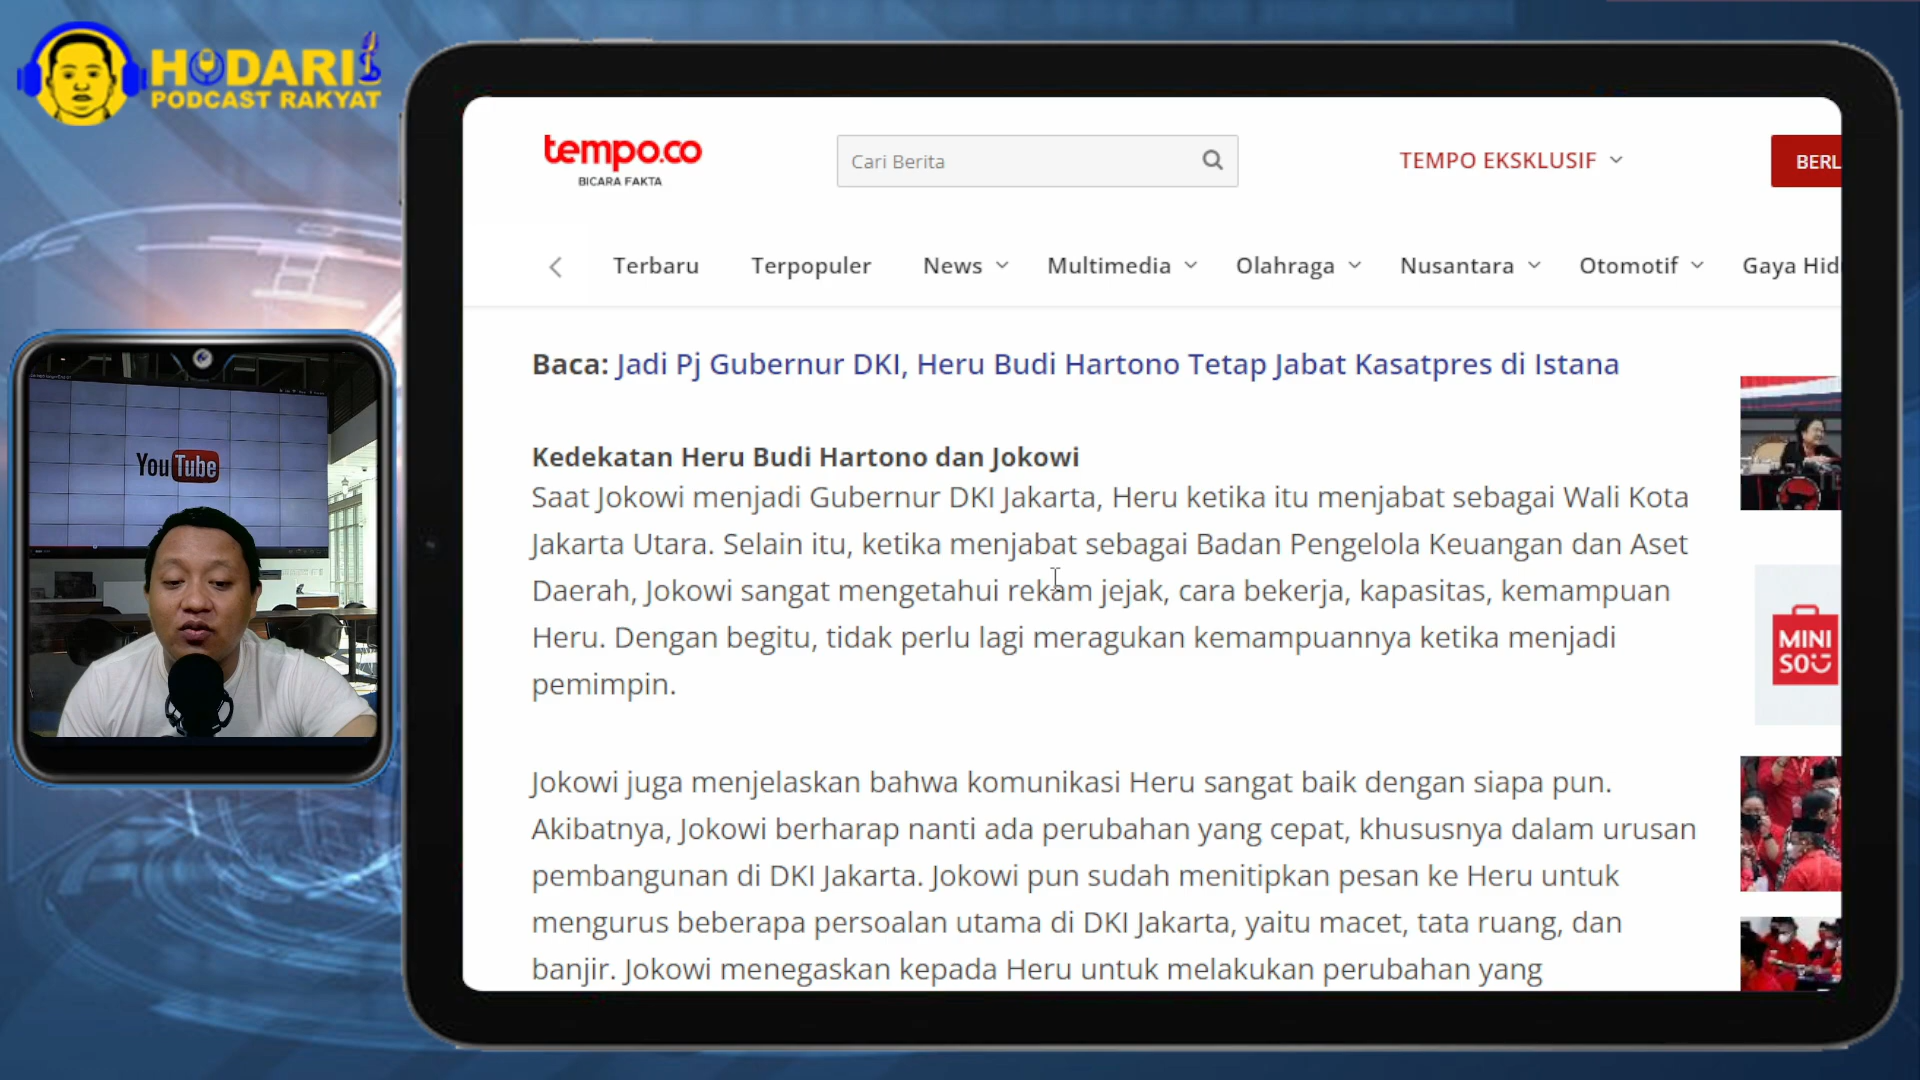 HODARI
PODCAST RAKYAT
tempo.co
BICARA FAKTA
Cari Berita
TEMPO EKSKLUSIF
BERL
Terbaru
Terpopuler
News
Multimedia
Olahraga
Nusantara
Otomotif
Gaya Hid
Baca: Jadi Pj Gubernur DKI, Heru Budi Hartono Tetap Jabat Kasatpres di Istana
YouTube
Kedekatan Heru Budi Hartono dan Jokowi
Saat Jokowi menjadi Gubernur DKI Jakarta, Heru ketika itu menjabat sebagai Wali Kota
Jakarta Utara. Selain itu, ketika menjabat sebagai Badan Pengelola Keuangan dan Aset
Daerah, Jokowi sangat mengetahui rekam jejak, cara bekerja, kapasitas, kemampuan
Heru. Dengan begitu, tidak perlu lagi meragukan kemampuannya ketika menjadi
pemimpin.
MINI
SO
Jokowi juga menjelaskan bahwa komunikasi Heru sangat baik dengan siapa pun.
Akibatnya, Jokowi berharap nanti ada perubahan yang cepat, khususnya dalam urusan
pembangunan di DKI Jakarta. Jokowi pun sudah menitipkan pesan ke Heru untuk
mengurus beberapa persoalan utama di DKI Jakarta, yaitu macet, tata ruang, dan
banjir. Jokowi menegaskan kepada Heru untuk melakukan perubahan yang